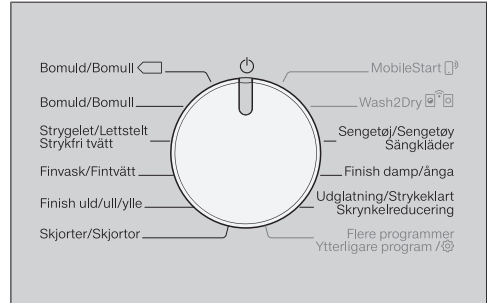 Bomuld/Bomull
Bomuld/Bomull
Strygelet/Lettstelt
Strykfri tvätt
Finvask/Fintvätt
Finish uld/ull/ylle
Skjorter/Skjortor
MobileStart
Wash2Dry
Sengetøj/Sengetøy
Sängkläder
Finish damp/ånga
Udglatning/Strykeklart
Skrynkelreducering
Flere programmer
Ytterligare program /